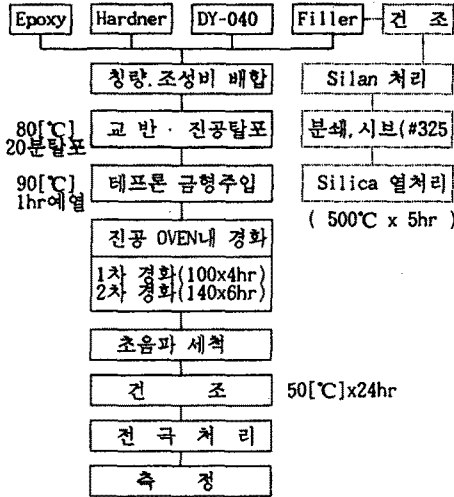 Epoxy Hardner DY-040 Filler 건 조
칭량.조성비 배합 Silan 처리
80[℃] 교 반 · 진공탈포 분쇄,시브(#325
20분탈포
90[℃] 테프론 금형주입 Silica 열처리
1hr예열
( 500℃ x 5hr )
진공 OVEN내 경화
1차 경화(100x4hr)
2차 경화(140x6hr)
초음파 세척
건 조 50[℃]x24hr
전 극 처 리
측 정